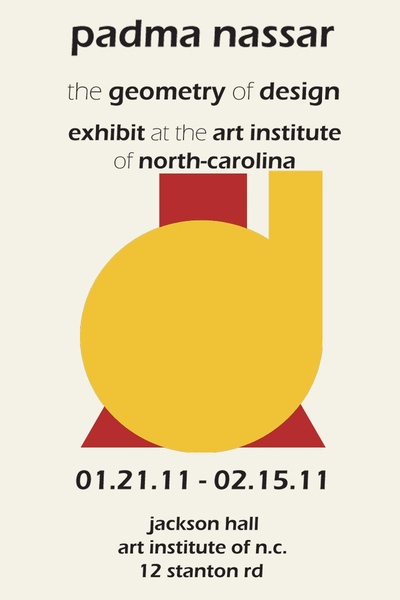 padma nassar
the geometry of design
exhibit at the art institute
of north-carolina
01.21.11 - 02.15.11
jackson hall
art institute of n.c.
12 stanton rd